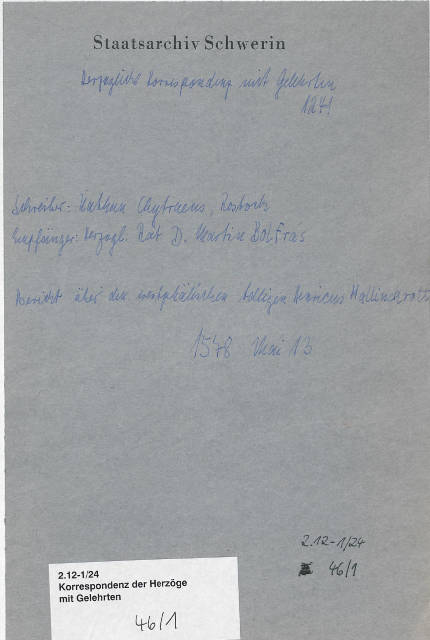 Staatsarchiv Schwerin
Herzogliche Korrespondenz mit Gelehrten
1241
Schreiber: Nathan Chytraeus, Rostock
Empfänger: Herzogl. Rat D. Martin Bolfras
Bericht über den westphälischen Adligen Henricus
1578 Mai 13
2.12-1/24
46/1
2.12-1/24
Korrespondenz der Herzöge
mit Gelehrten
46/1